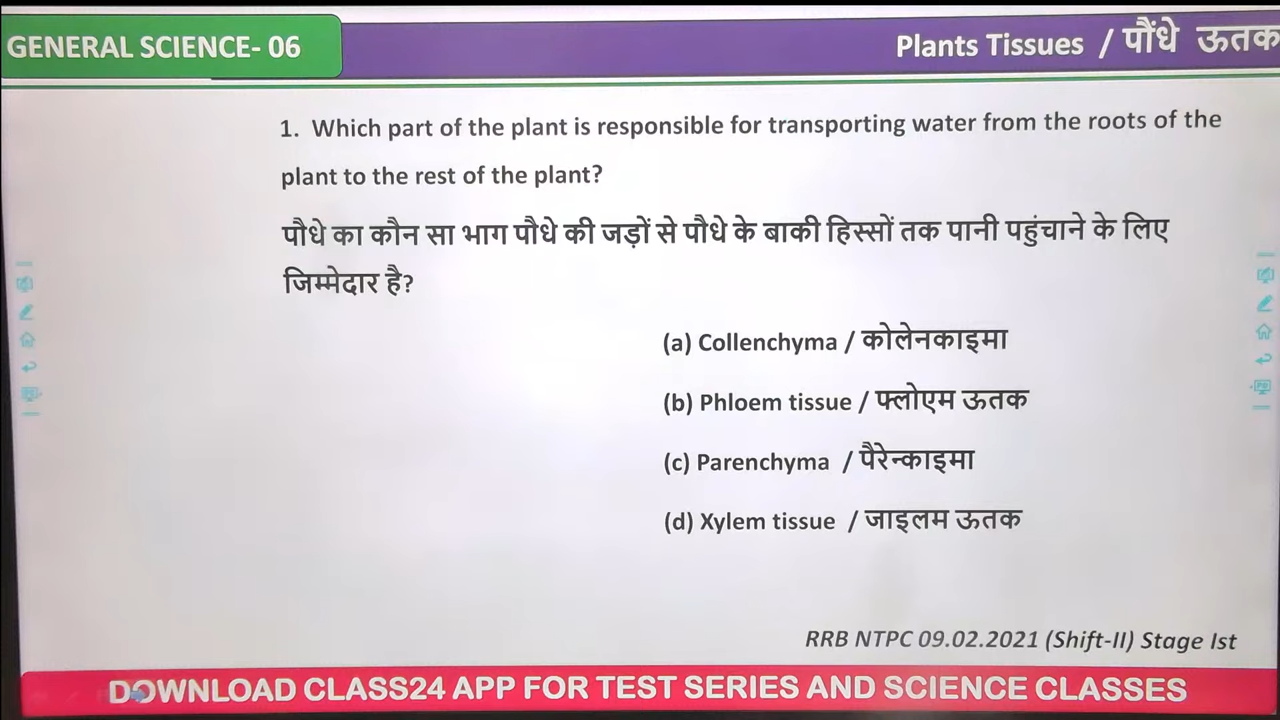 GENERAL SCIENCE- 06
Plants Tissues / पौंधे ऊतक
1. Which part of the plant is responsible for transporting water from the roots of the
plant to the rest of the plant?
पौधे का कौन सा भाग पौधे की जड़ों से पौधे के बाकी हिस्सों तक पानी पहुंचाने के लिए
जिम्मेदार है?
(a) Collenchyma / कोलेनकाइमा
(b) Phloem tissue / फ्लोएम ऊतक
(c) Parenchyma / पैरेन्काइमा
(d) Xylem tissue / जाइलम ऊतक
RRB NTPC 09.02.2021 (Shift-II) Stage Ist
DOWNLOAD CLASS24 APP FOR TEST SERIES AND SCIENCE CLASSES